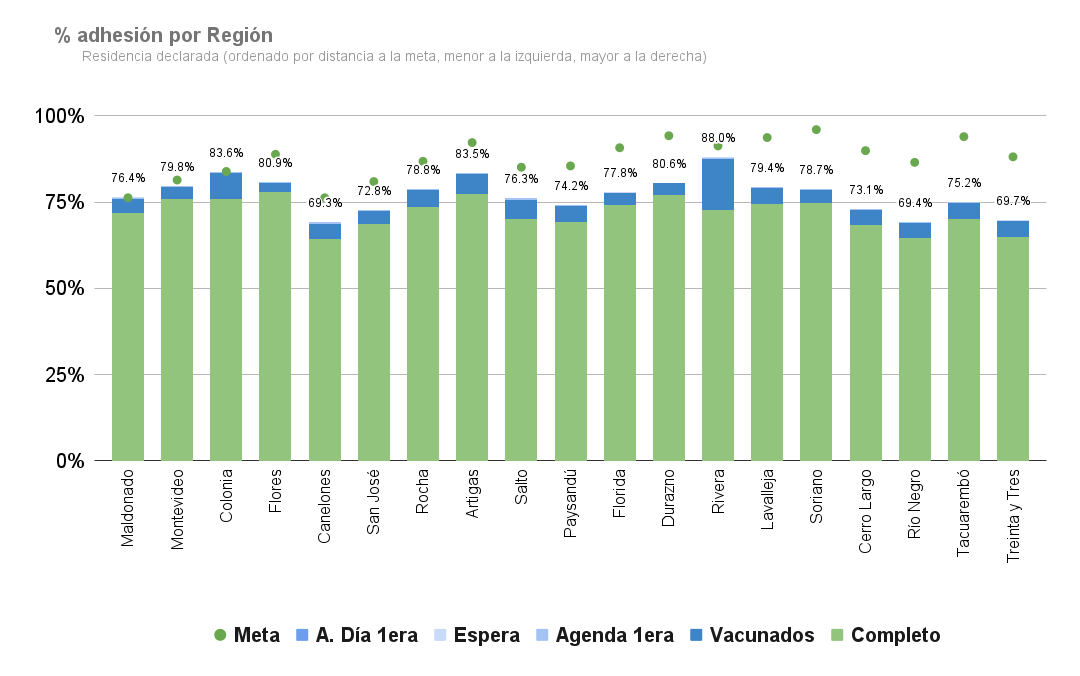 % adhesión por Región
Residencia declarada (ordenado por distancia a la meta, menor a la izquierda, mayor a la derecha)
100%
75%
50%
25%
0%
76.4%
79.8%
83.6%
80.9%
69.3%
72.8%
78.8%
83.5%
76.3%
74.2%
77.8%
80.6%
88.0%
79.4%
78.7%
73.1%
69.4%
75.2%
69.7%
Maldonado
Montevideo
Colonia
Flores
Canelones
San José
Rocha
Artigas
Salto
Paysandú
Florida
Durazno
Rivera
Lavalleja
Soriano
Cerro Largo
Río Negro
Tacuarembó
Treinta y Tres
Meta
A. Día 1era
Espera
Agenda 1era
Vacunados
Completo